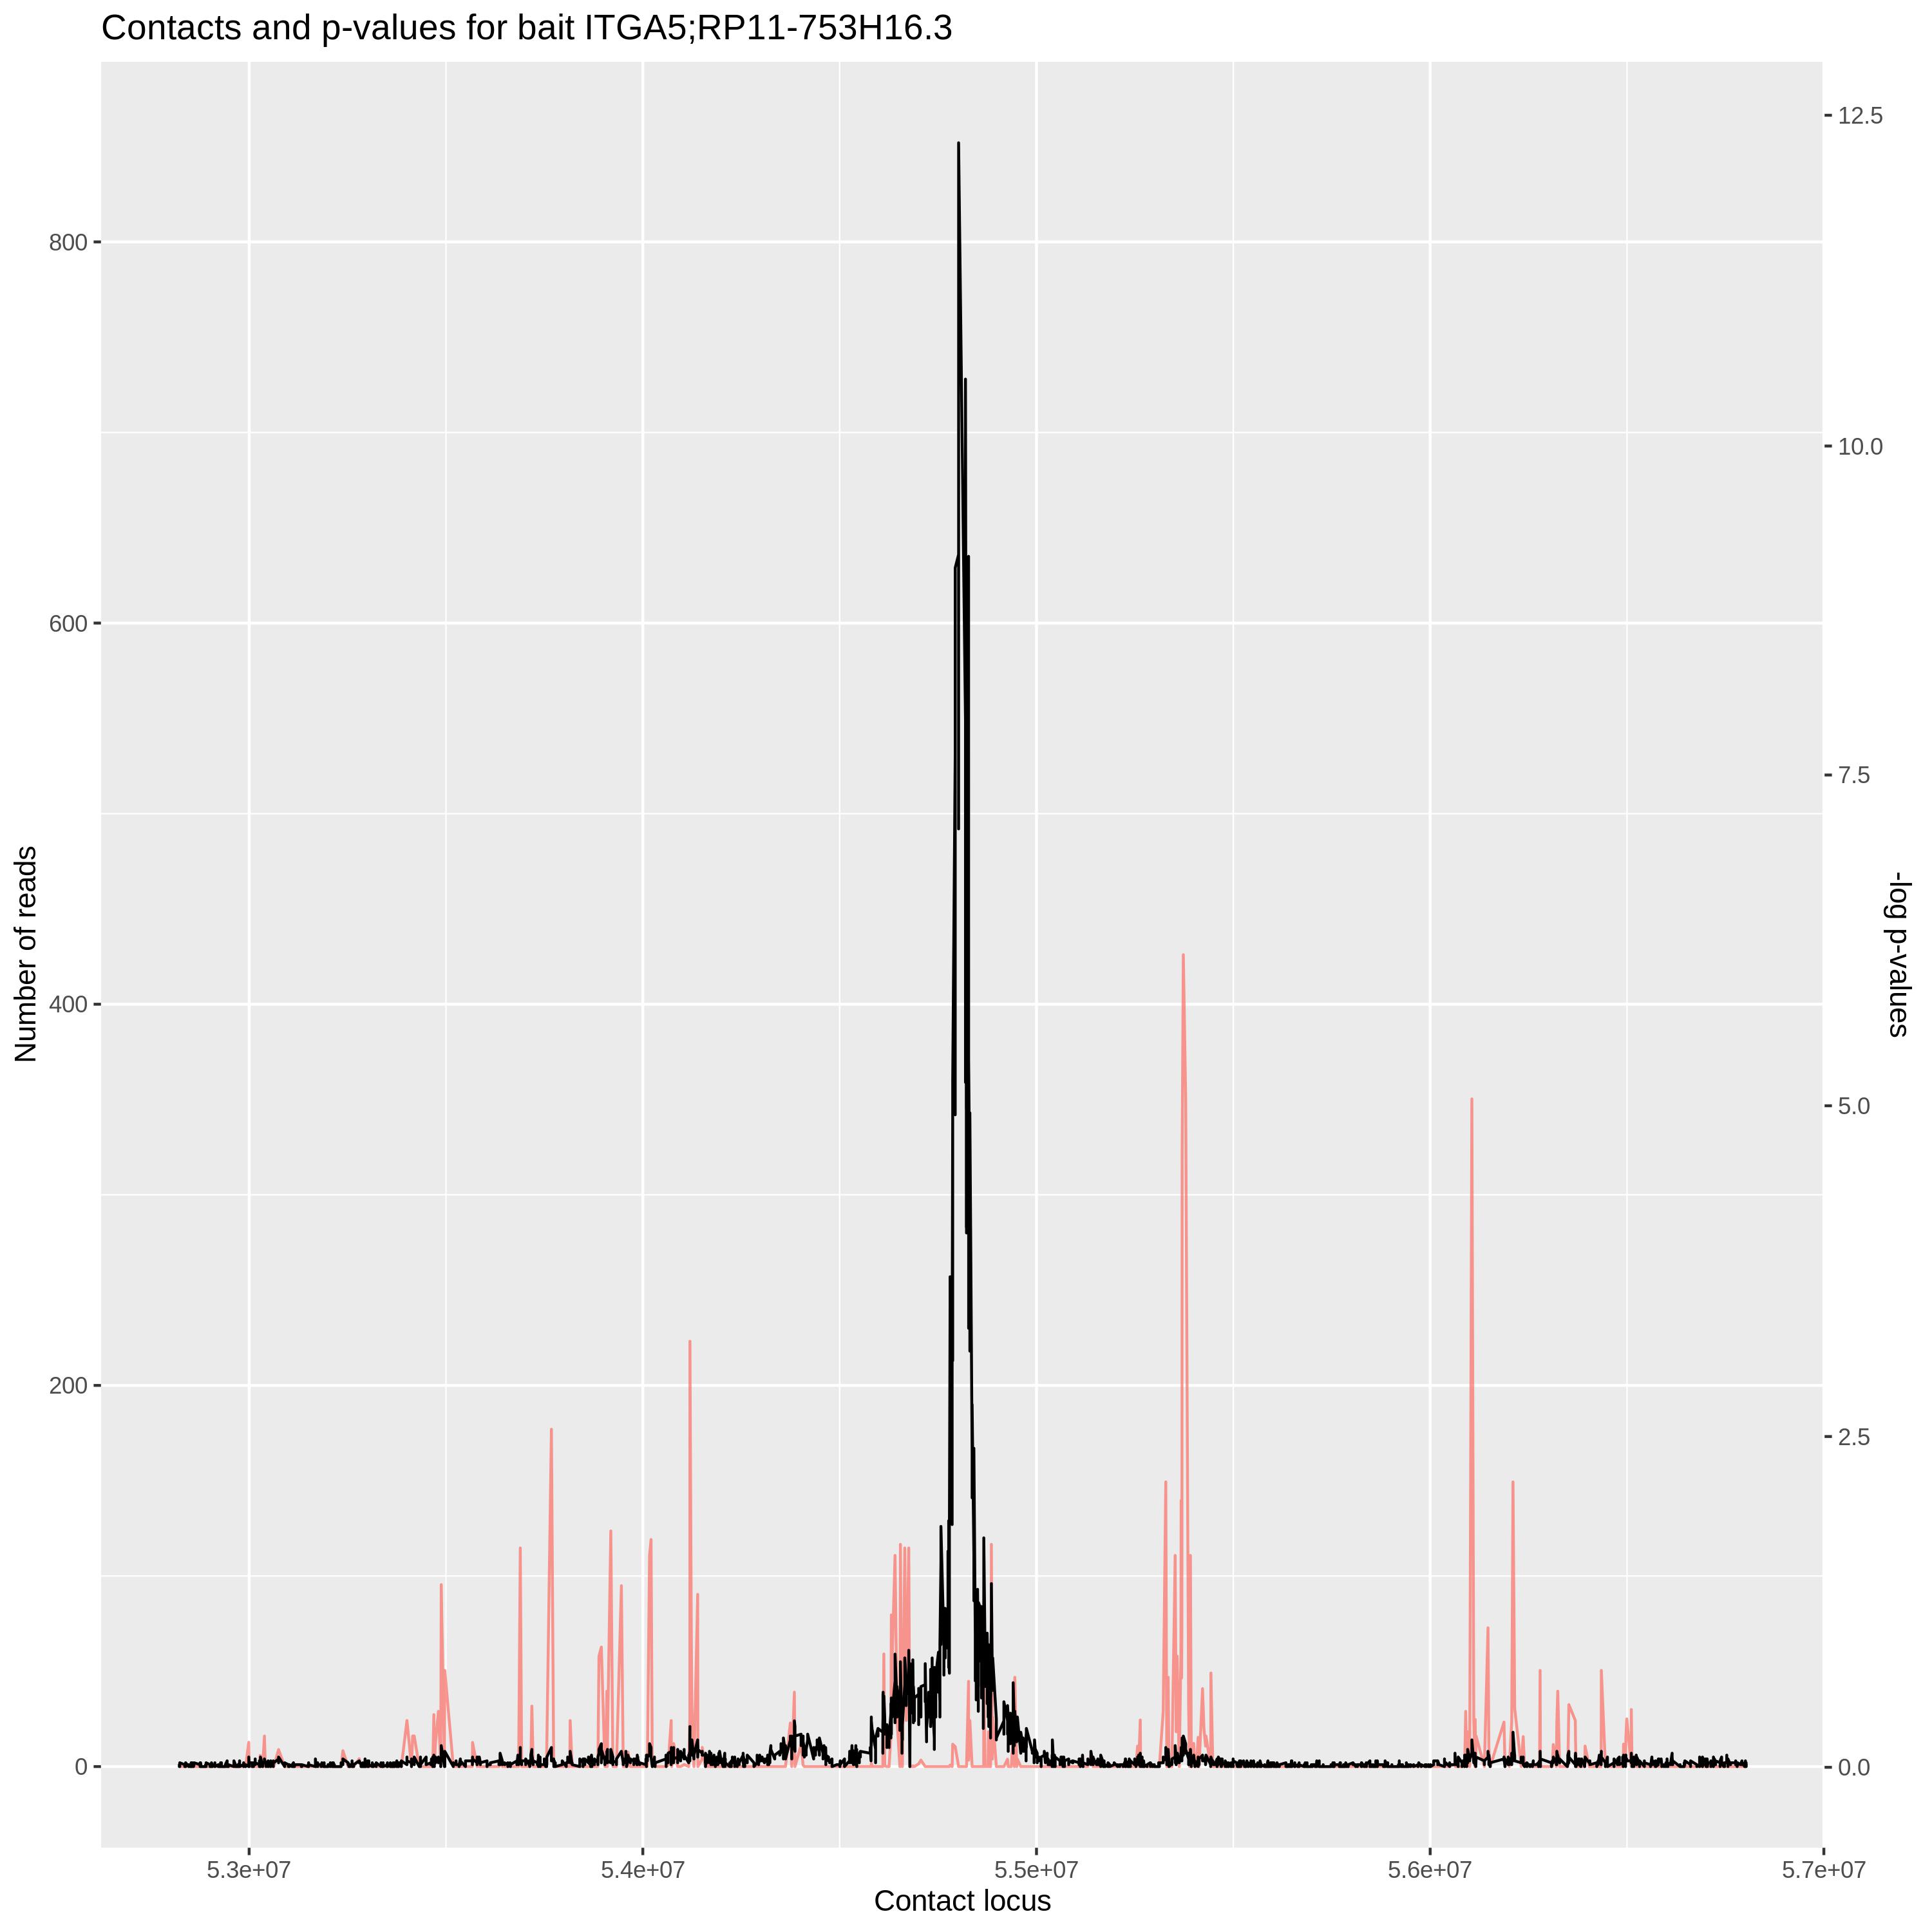 Contacts and p-values for bait ITGA5;RP11-753H16.3
12.5
800
10.0
600
7.5
Number of reads
-log p-values
400
5.0
200
2.5
0
0.0
5.3e+07 5.4e+07 5.5e+07 5.6e+07 5.7e+07
Contact locus